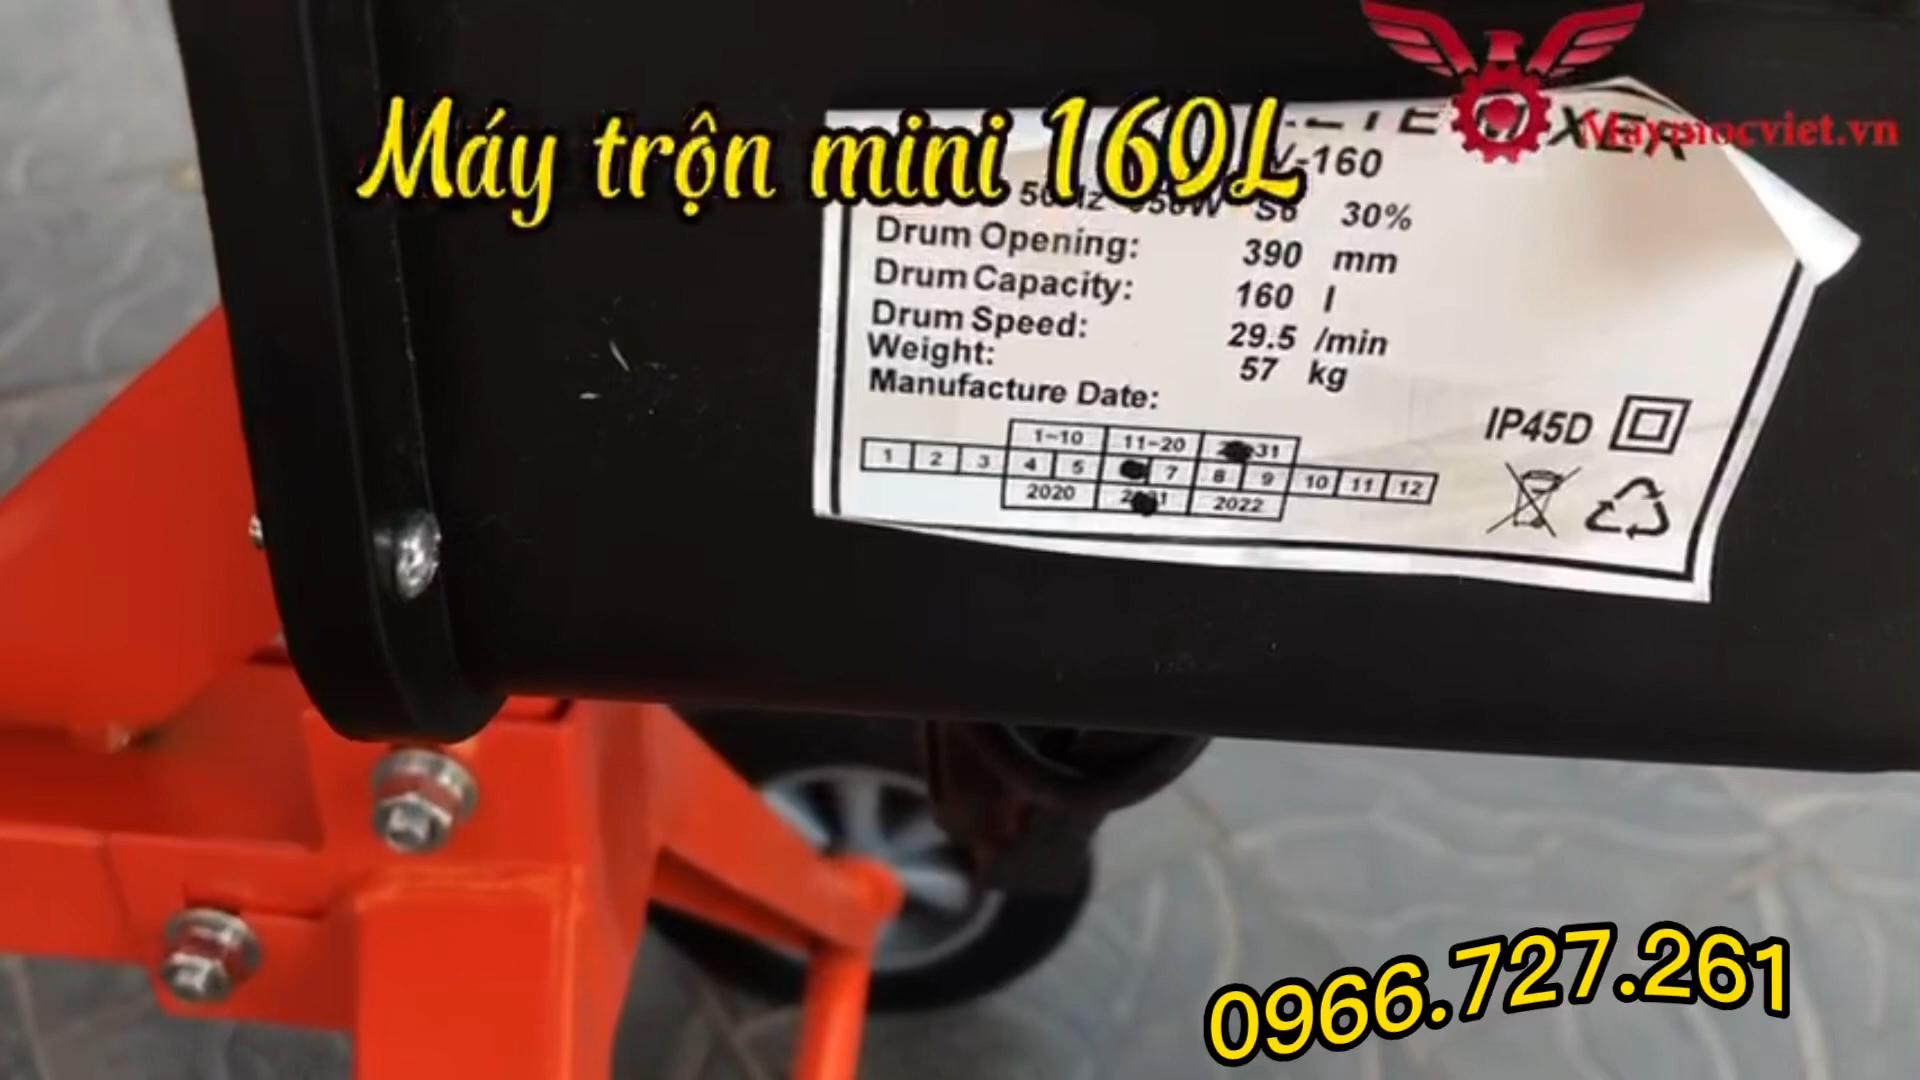 Máy trộn mini 160L
Maymocviet.vn
V-160
S6 30%
Drum Opening: 390 mm
Drum Capacity: 160 l
Drum Speed: 29.5 /min
Weight: 57 kg
Manufacture Date:
1~10 11~20 31
1 2 3 4 5 7 8 9 10 11 12
2020 2022
IP45D
0966.727.261